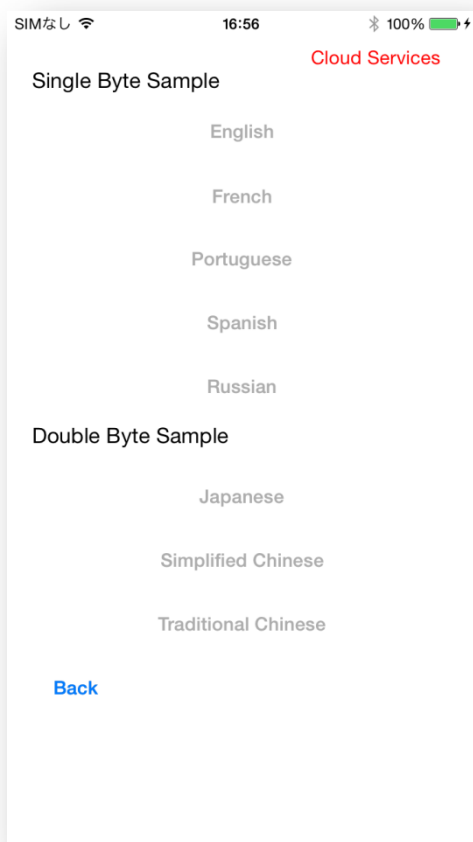 SIMなし 16:56 100%
Cloud Services
Single Byte Sample
English
French
Portuguese
Spanish
Russian
Double Byte Sample
Japanese
Simplified Chinese
Traditional Chinese
Back